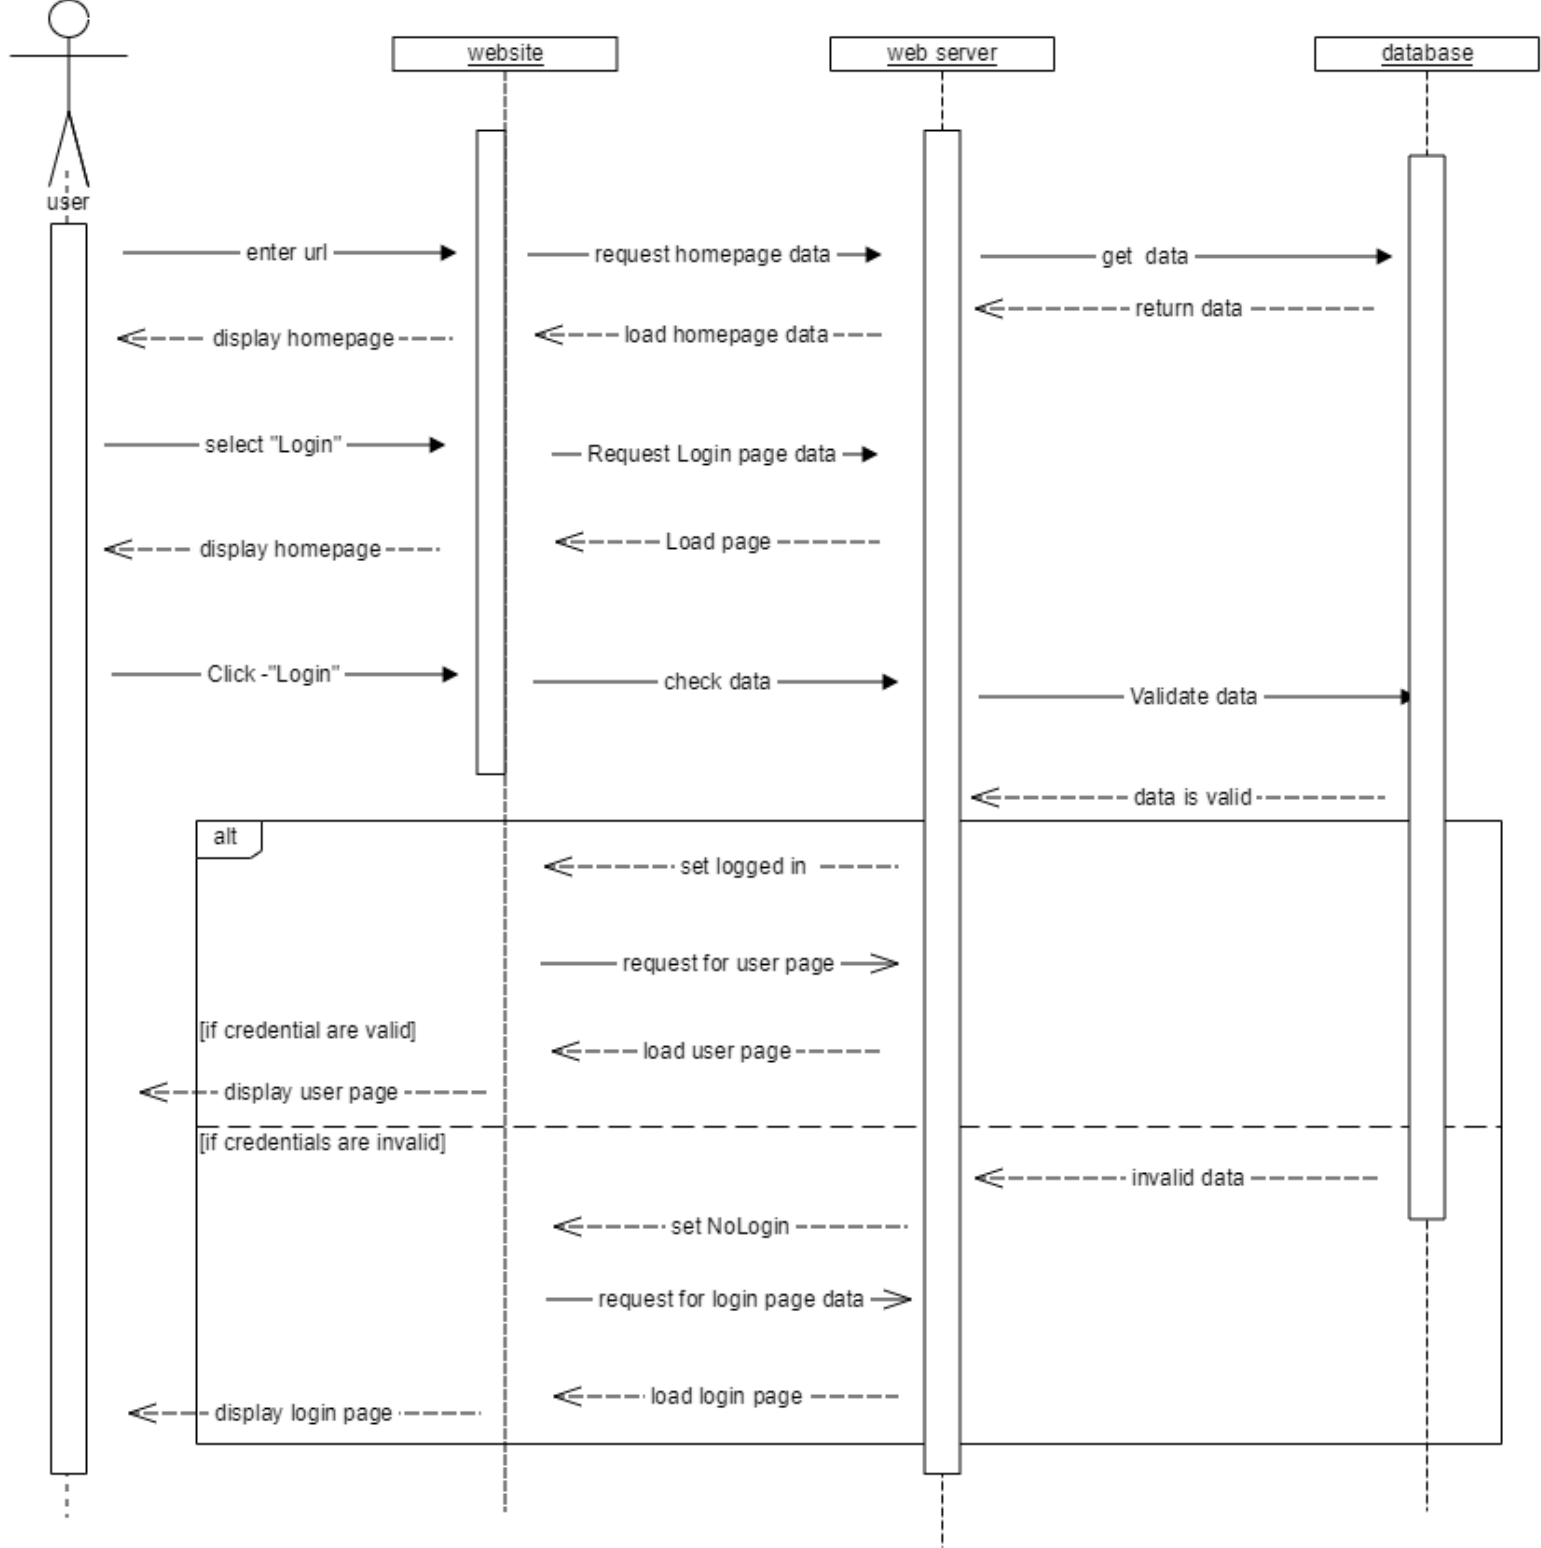 website
web server
database
user
enter url
request homepage data
get  data
return data
load homepage data
display homepage
select "Login"
Request Login page data
Load page
display homepage
Click -"Login"
check data
Validate data
data is valid
alt
set logged in
request for user page
[if credential are valid]
load user page
display user page
[if credentials are invalid]
invalid data
set NoLogin
request for login page data
load login page
display login page